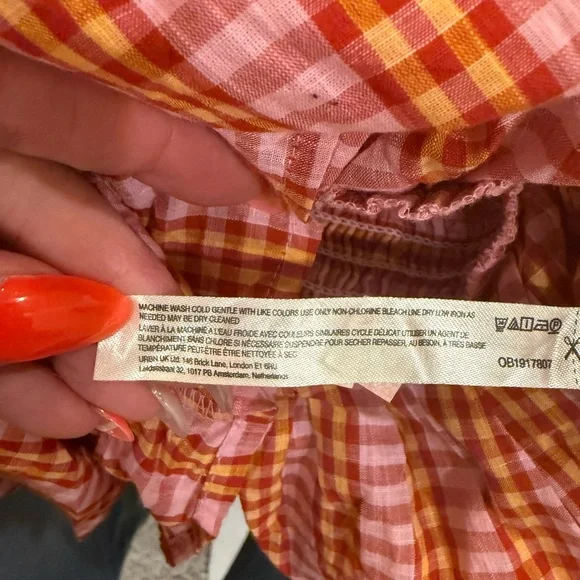 MACHINE WASH COLD GENTLE WITH LIKE COLORS USE ONLY NON-CHLORINE BLEACH LINE DRY LOW IRON AS
NEEDED MAY BE DRY CLEANED
LAVER À LA MACHINE À L'EAU FROIDE AVEC COULEURS SIMILAIRES CYCLE DÉLICAT UTILISER UN AGENT DE
BLANCHIMENT SANS CHLORE SI NÉCESSAIRE SUSPENDRE POUR SECHER REPASSER, AU BESOIN, À TRÈS BASSE
TEMPÉRATURE PEUT-ÊTRE ÊTRE NETTOYÉE À SEC
URBN UK Ltd. 146 Brick Lane, London E1 6RU
Leidsestraat 32, 1017 PB Amsterdam, Netherlands
OB1917807